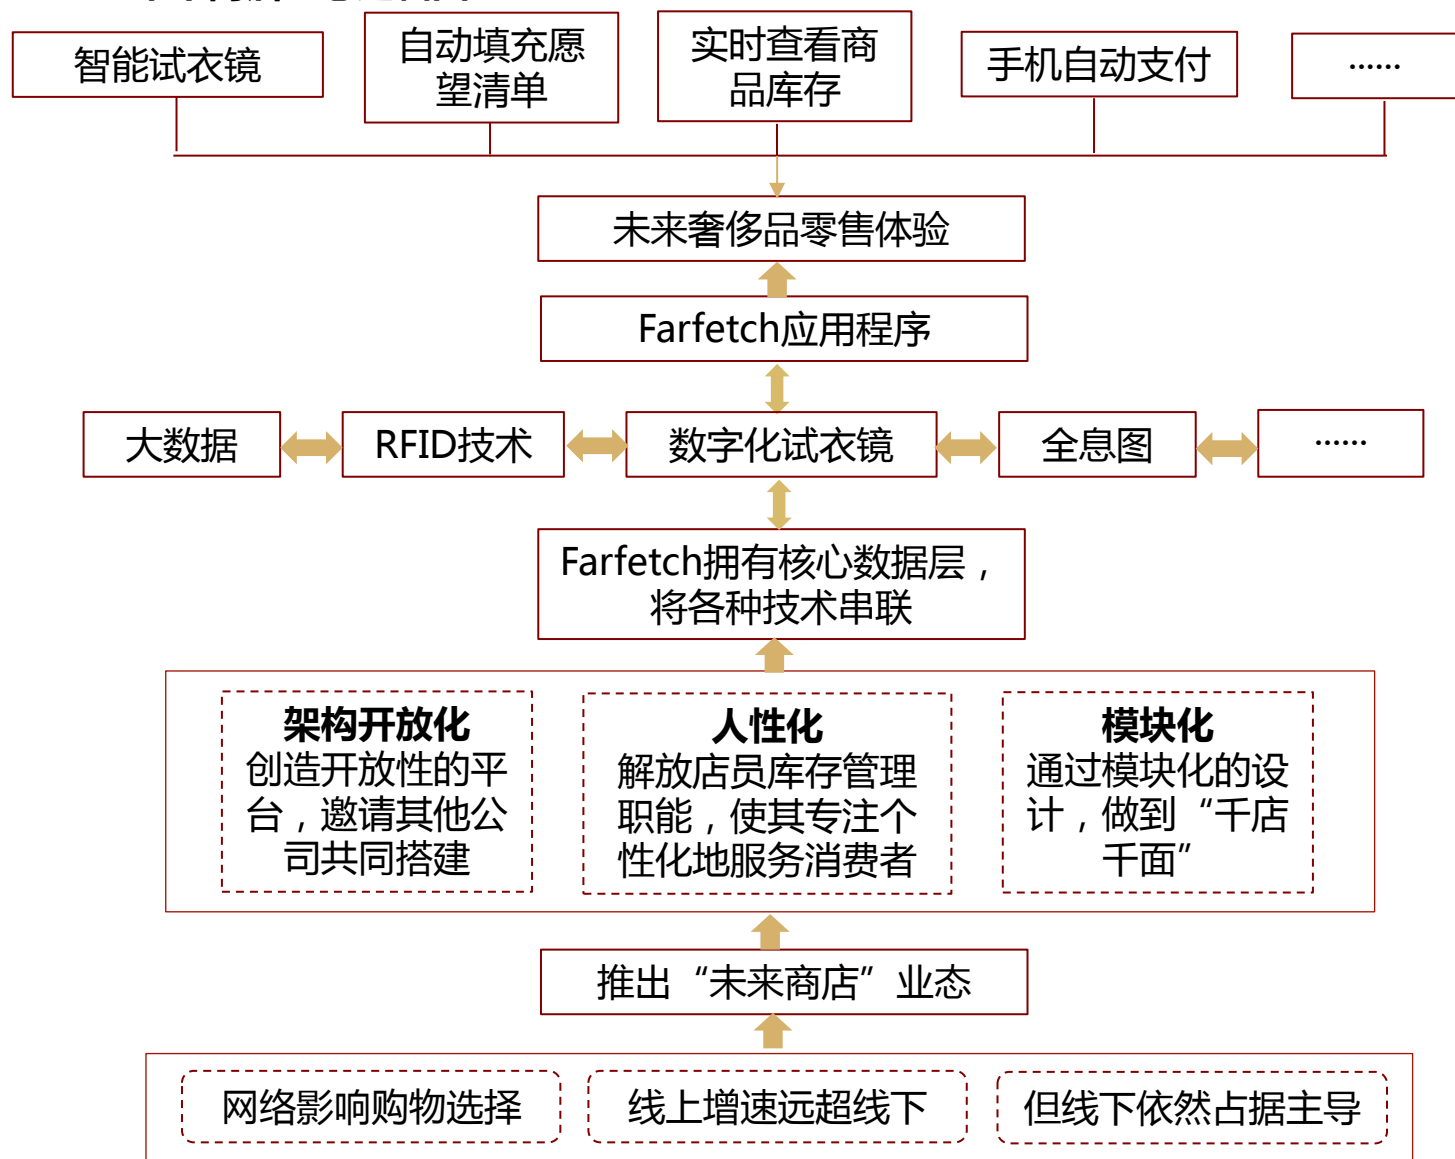 智能试衣镜
自动填充愿
望清单
实时查看商
品库存
手机自动支付
……
未来奢侈品零售体验
Farfetch应用程序
大数据
RFID技术
数字化试衣镜
全息图
……
Farfetch拥有核心数据层，
将各种技术串联
架构开放化
创造开放性的平
台，邀请其他公
司共同搭建
人性化
解放店员库存管理
职能，使其专注个
性化地服务消费者
模块化
通过模块化的设
计，做到“千店
千面”
推出“未来商店”业态
网络影响购物选择
线上增速远超线下
但线下依然占据主导